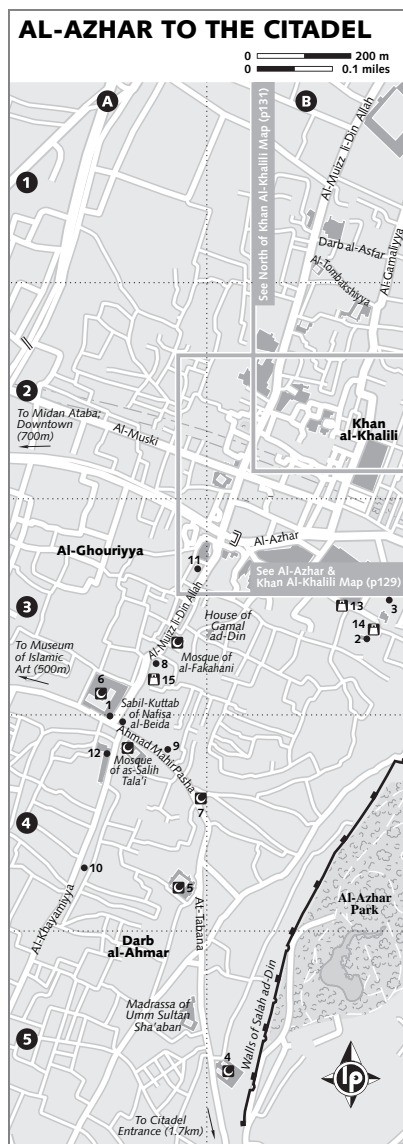 AL-AZHAR TO THE CITADEL
0 200 m
0 0.1 miles
A
B
1
Al-Muizz li-Din Allah
See North of Khan Al-Khalili Map (p131)
Darb al-Asfar
Al-Tombakshiyya
Al-Gamaliyya
2
To Midan Ataba;
Downtown
(700m)
Al-Muski
Khan
al-Khalili
Al-Azhar
Al-Ghouriyya
11
See Al-Azhar &
Khan Al-Khalili Map (p129)
3
13
3
14
2
Al-Muizz li-Din Allah
House of
Gamal
ad-Din
Mosque of
al-Fakahani
8
15
To Museum
of Islamic
Art (500m)
6
1
Sabil-Kuttab
of Nafisa
al-Beida
Ahmad Mahir Pasha
9
12
Mosque
of as-Salih
Tala'i
7
4
10
5
Al-Khayamiyya
At-Tabana
Al-Azhar
Park
Darb
al-Ahmar
Walls of Salah ad-Din
Madrassa of
Umm Sultan
Sha'aban
5
4
lp
To Citadel
Entrance (1.7km)